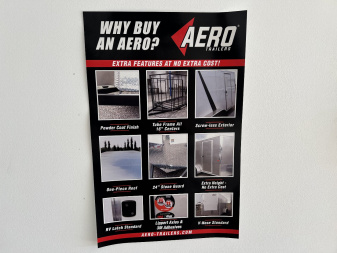 WHY BUY
AN AERO?
AERO
TRAILERS
EXTRA FEATURES AT NO EXTRA COST!
Powder Coat Finish
Tube Frame All
16" Centers
Screw-less Exterior
One-Piece Roof
24" Stone Guard
Extra Height
No Extra Cost
RV Latch Standard
Lippert Axles &
3M Adhesives
V-Nose Standard
AERO-TRAILERS.COM